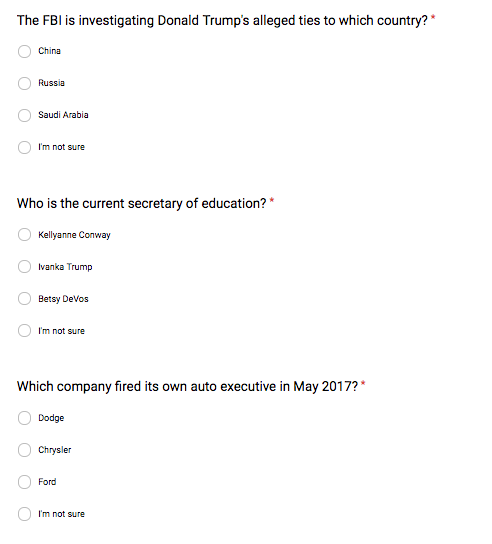 The FBI is investigating Donald Trump's alleged ties to which country? *
China
Russia
Saudi Arabia
I'm not sure
Who is the current secretary of education? *
Kellyanne Conway
Ivanka Trump
Betsy DeVos
I'm not sure
Which company fired its own auto executive in May 2017? *
Dodge
Chrysler
Ford
I'm not sure